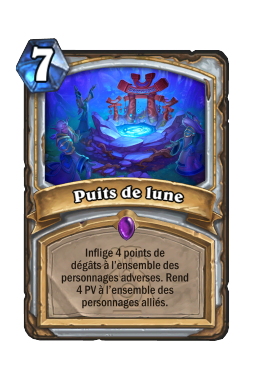 7
Puits de lune
Inflige 4 points de
dégâts à l'ensemble des
personnages adverses. Rend
4 PV à l'ensemble des
personnages alliés.